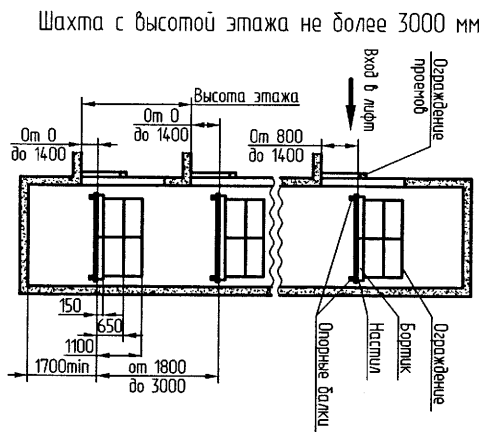 Шахта с высотой этажа не более 3000 мм
Ограждение
проемов
Вход в
лифт
От 0
до 1400
Высота этажа
От 0
до 1400
От 800
до 1400
150
650
1100
1700min
от 1800
до 3000
Опорные балки
Настил
Бортик
Ограждение